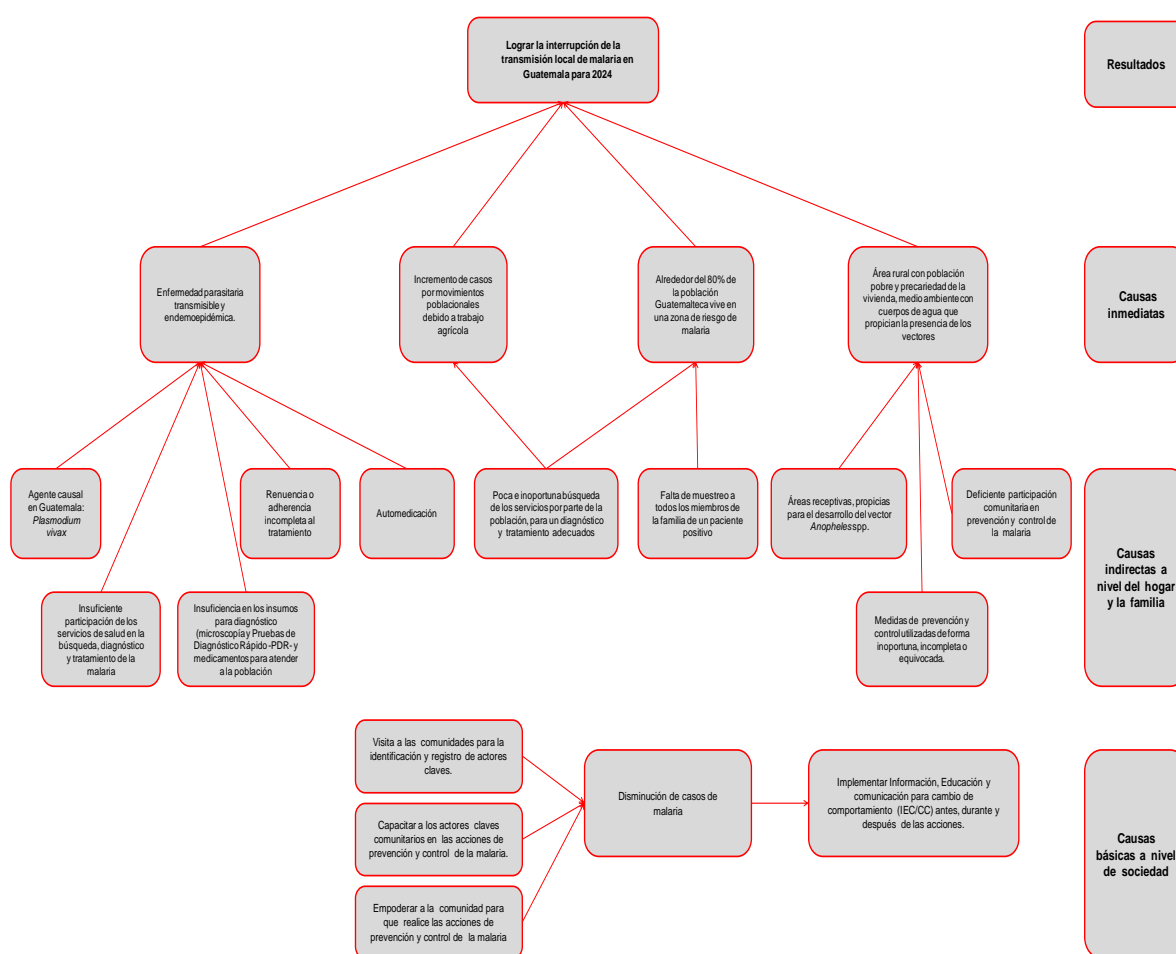 Lograr la interrupción de la
transmisión local de malaria en
Guatemala para 2024
Resultados
Enfermedad parasitaria
transmisible y
endemoepidémica.
Incremento de casos
por movimientos
poblacionales
debido a trabajo
agrícola
Alrededor del 80% de
la población
Guatemalteca vive en
una zona de riesgo de
malaria
Área rural con población
pobre y precariedad de la
vivienda, medio ambiente con
cuerpos de agua que
propician la presencia de los
vectores
Causas
inmediatas
Agente causal
en Guatemala:
Plasmodium
vivax
Renuencia o
adherencia
incompleta al
tratamiento
Automedicación
Poca e inoportuna búsqueda
de los servicios por parte de la
población, para un diagnóstico
y tratamiento adecuados
Falta de muestreo a
todos los miembros de
la familia de un paciente
positivo
Áreas receptivas, propicias
para el desarrollo del vector
Anopheles spp.
Deficiente participación
comunitaria en
prevención y control de
la malaria
Causas
indirectas a
nivel del hogar
y la familia
Insuficiente
participación de los
servicios de salud en la
búsqueda, diagnóstico
y tratamiento de la
malaria
Insuficiencia en los insumos
para diagnóstico
(microscopía y Pruebas de
Diagnóstico Rápido -PDR- y
medicamentos para atender
a la población
Medidas de prevención y
control utilizadas de forma
inoportuna, incompleta o
equivocada.
Visita a las comunidades para la
identificación y registro de actores
claves.
Capacitar a los actores claves
comunitarios en las acciones de
prevención y control de la malaria.
Empoderar a la comunidad para
que realice las acciones de
prevención y control de la malaria
Disminución de casos de
malaria
Implementar Información, Educación y
comunicación para cambio de
comportamiento (IEC/CC) antes, durante y
después de las acciones.
Causas
básicas a nivel
de sociedad